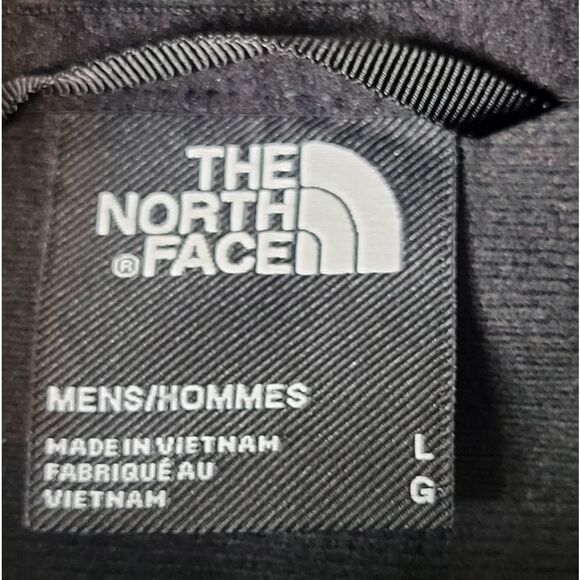 THE
NORTH
®FACE
MENS/HOMMES
MADE IN VIETNAM L
FABRIQUÉ AU
VIETNAM G